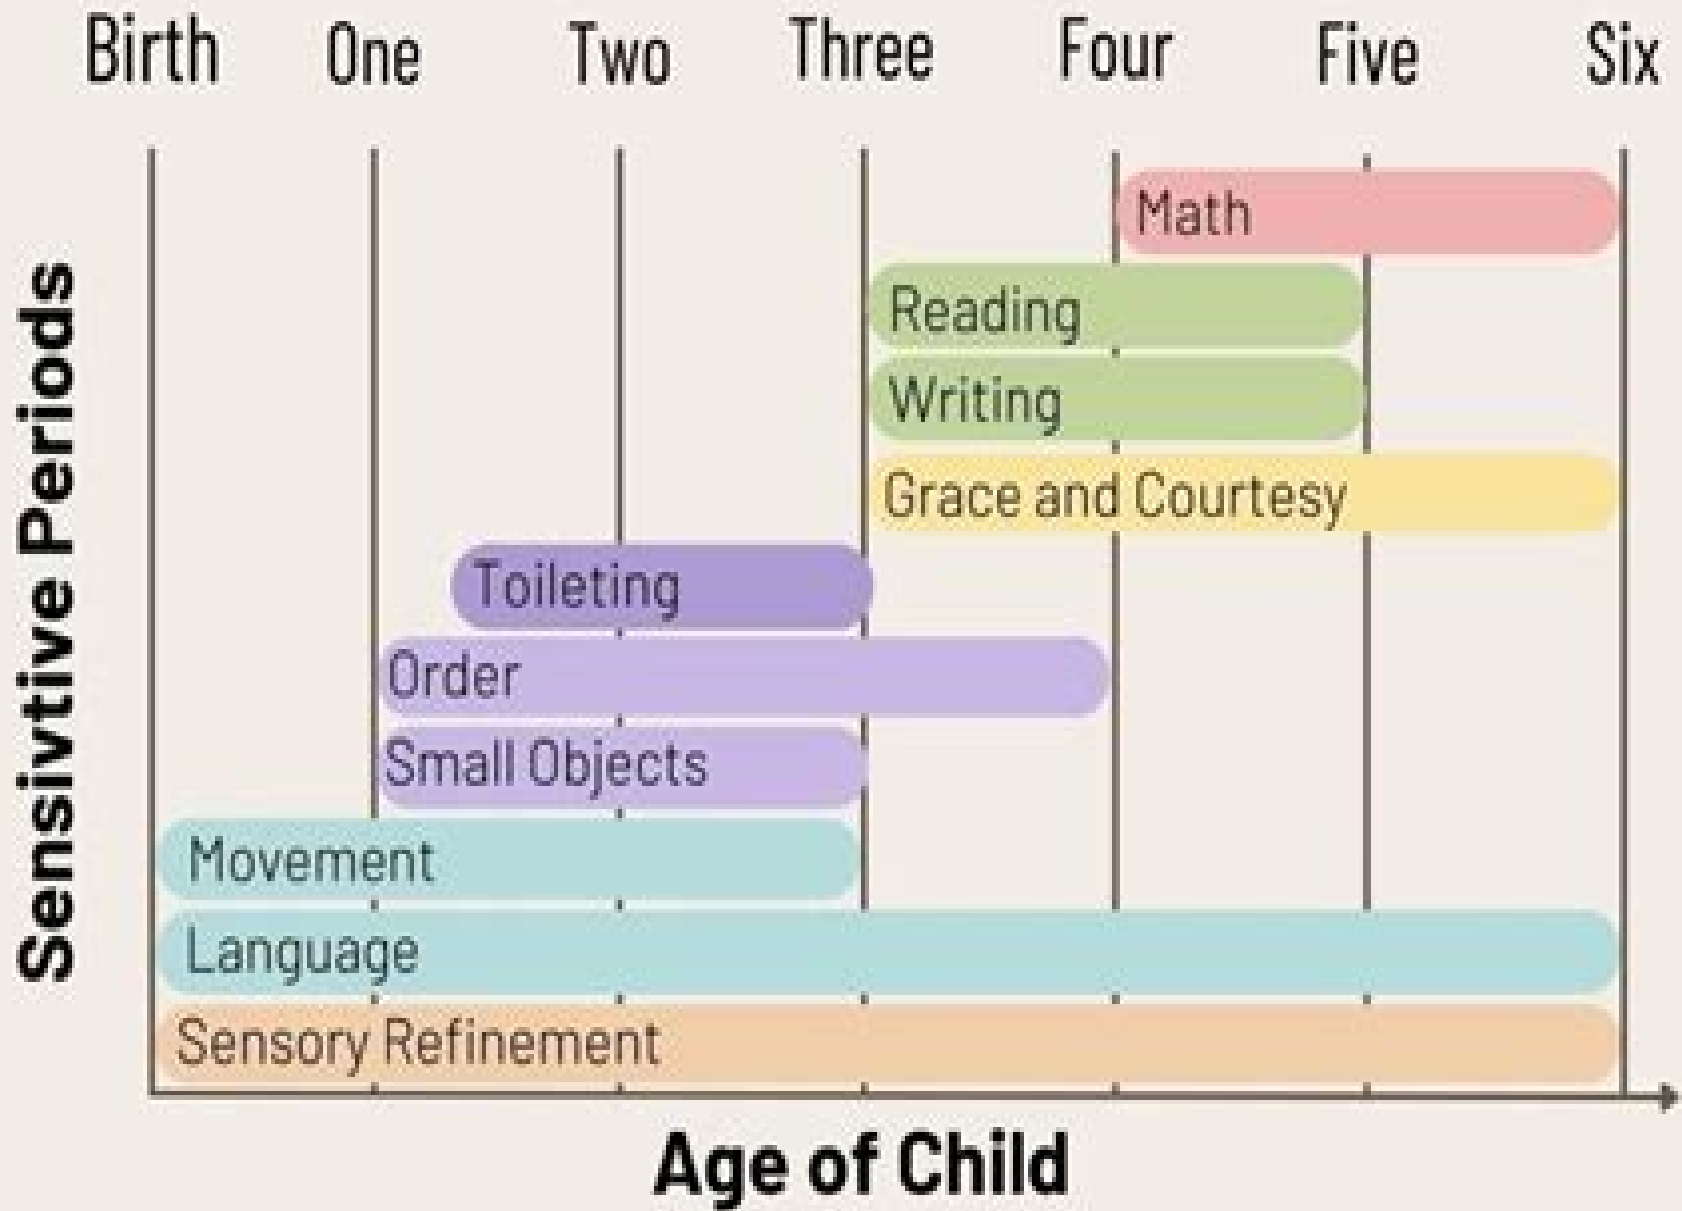 Birth One Two Three Four Five Six
Sensivtive Periods
Math
Reading
Writing
Grace and Courtesy
Toileting
Order
Small Objects
Movement
Language
Sensory Refinement
Age of Child